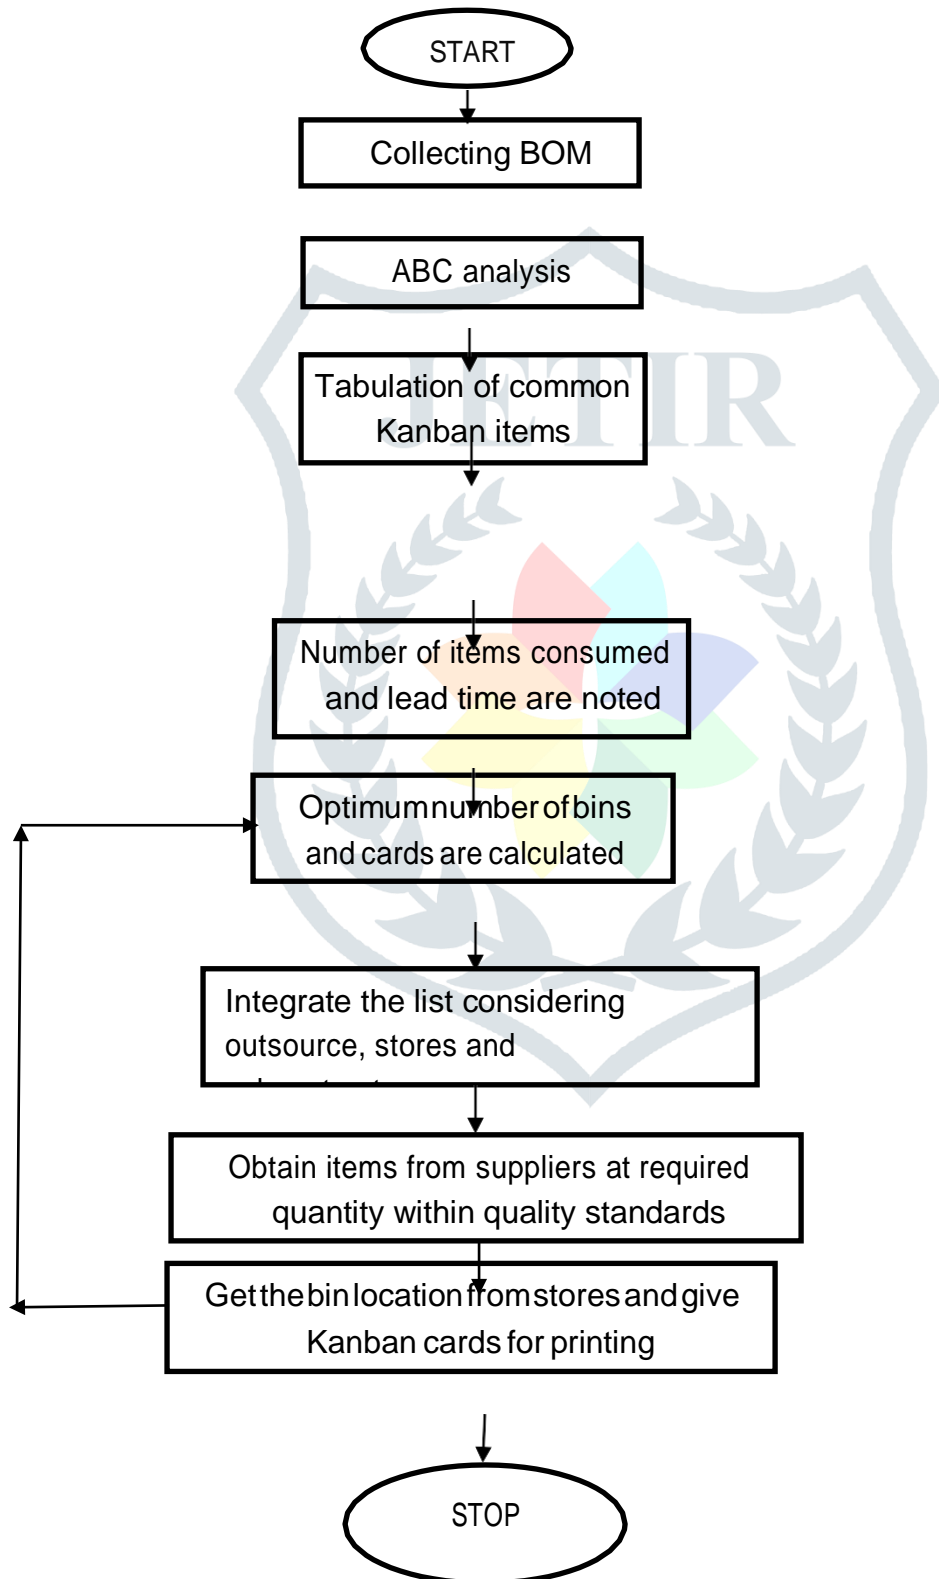 START
Collecting BOM
ABC analysis
JETIR
Tabulation of common
Kanban items
Number of items consumed
and lead time are noted
Optimum number of bins
and cards are calculated
Integrate the list considering
outsource, stores and
Obtain items from suppliers at required
quantity within quality standards
Get the bin location from stores and give
Kanban cards for printing
STOP